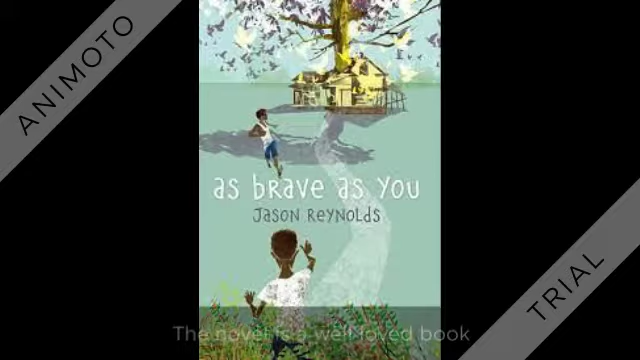 ANIMOTO
as brave as you
Jason Reynolds
The novel is a well loved book
TRIAL